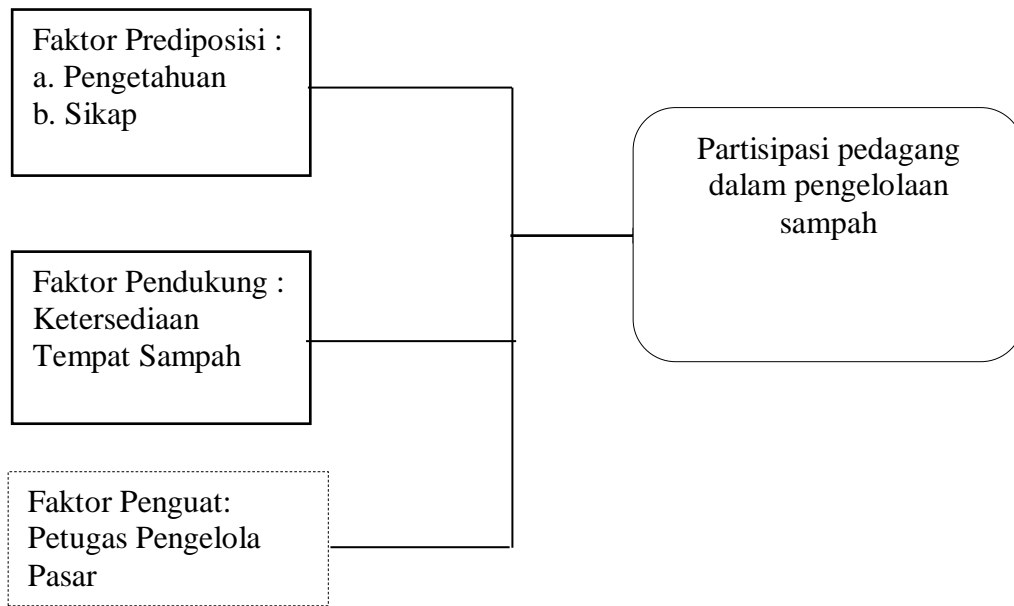 Faktor Prediposisi :
a. Pengetahuan
b. Sikap
Partisipasi pedagang
dalam pengelolaan
sampah
Faktor Pendukung :
Ketersediaan
Tempat Sampah
Faktor Penguat:
Petugas Pengelola
Pasar